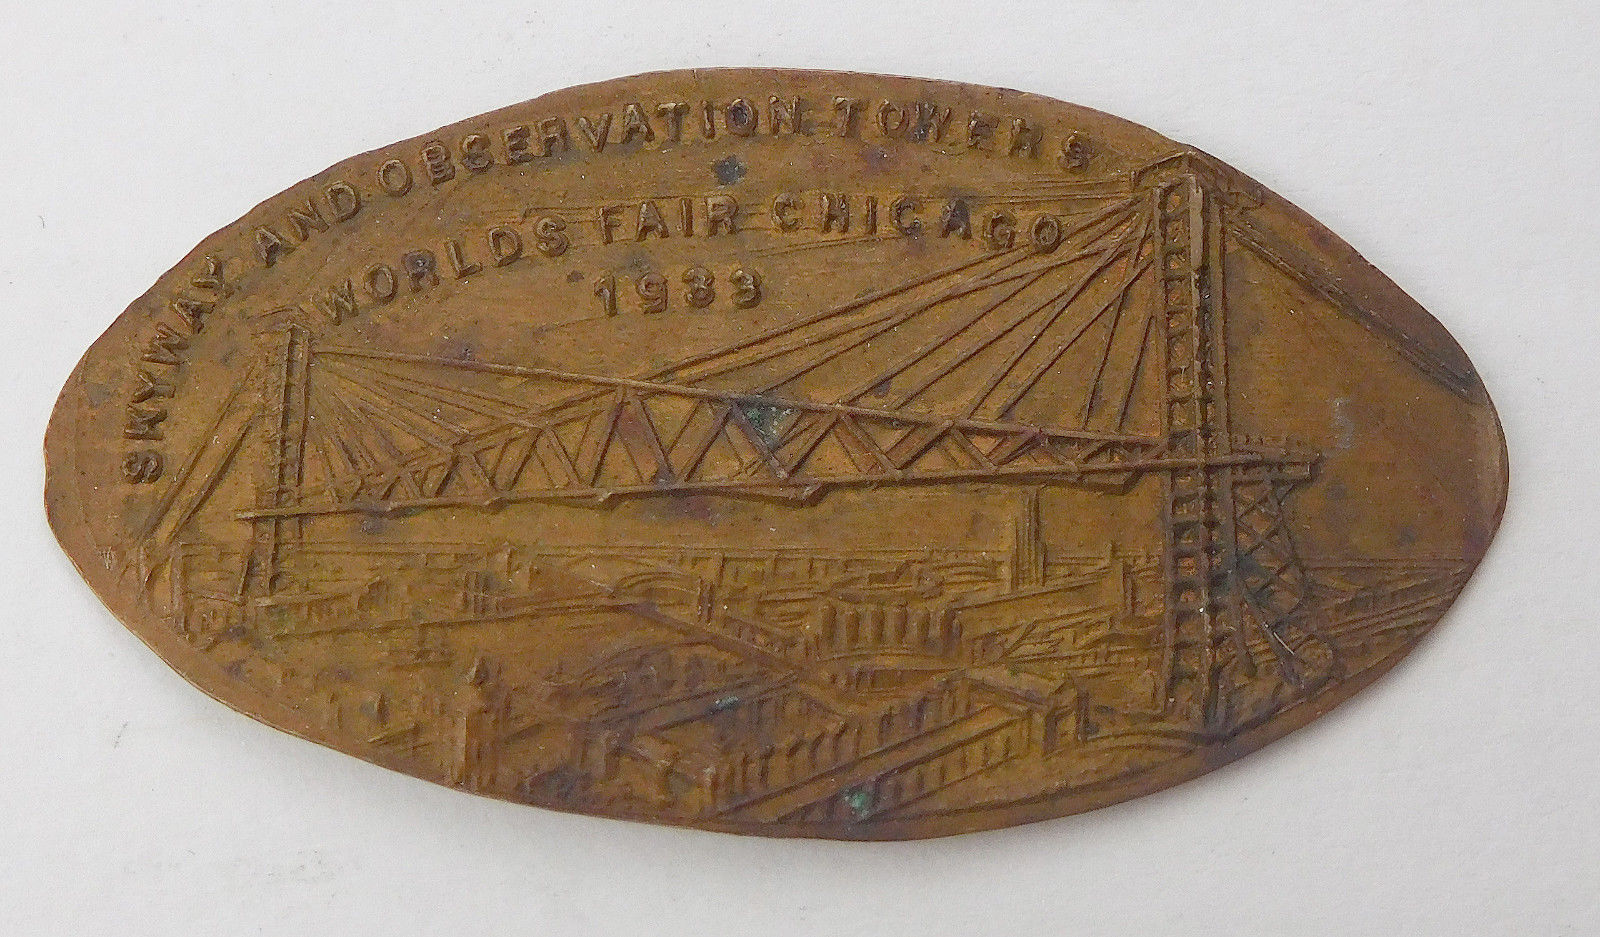 SKYWAY AND OBSERVATION TOWERS
WORLDS FAIR CHICAGO
1933